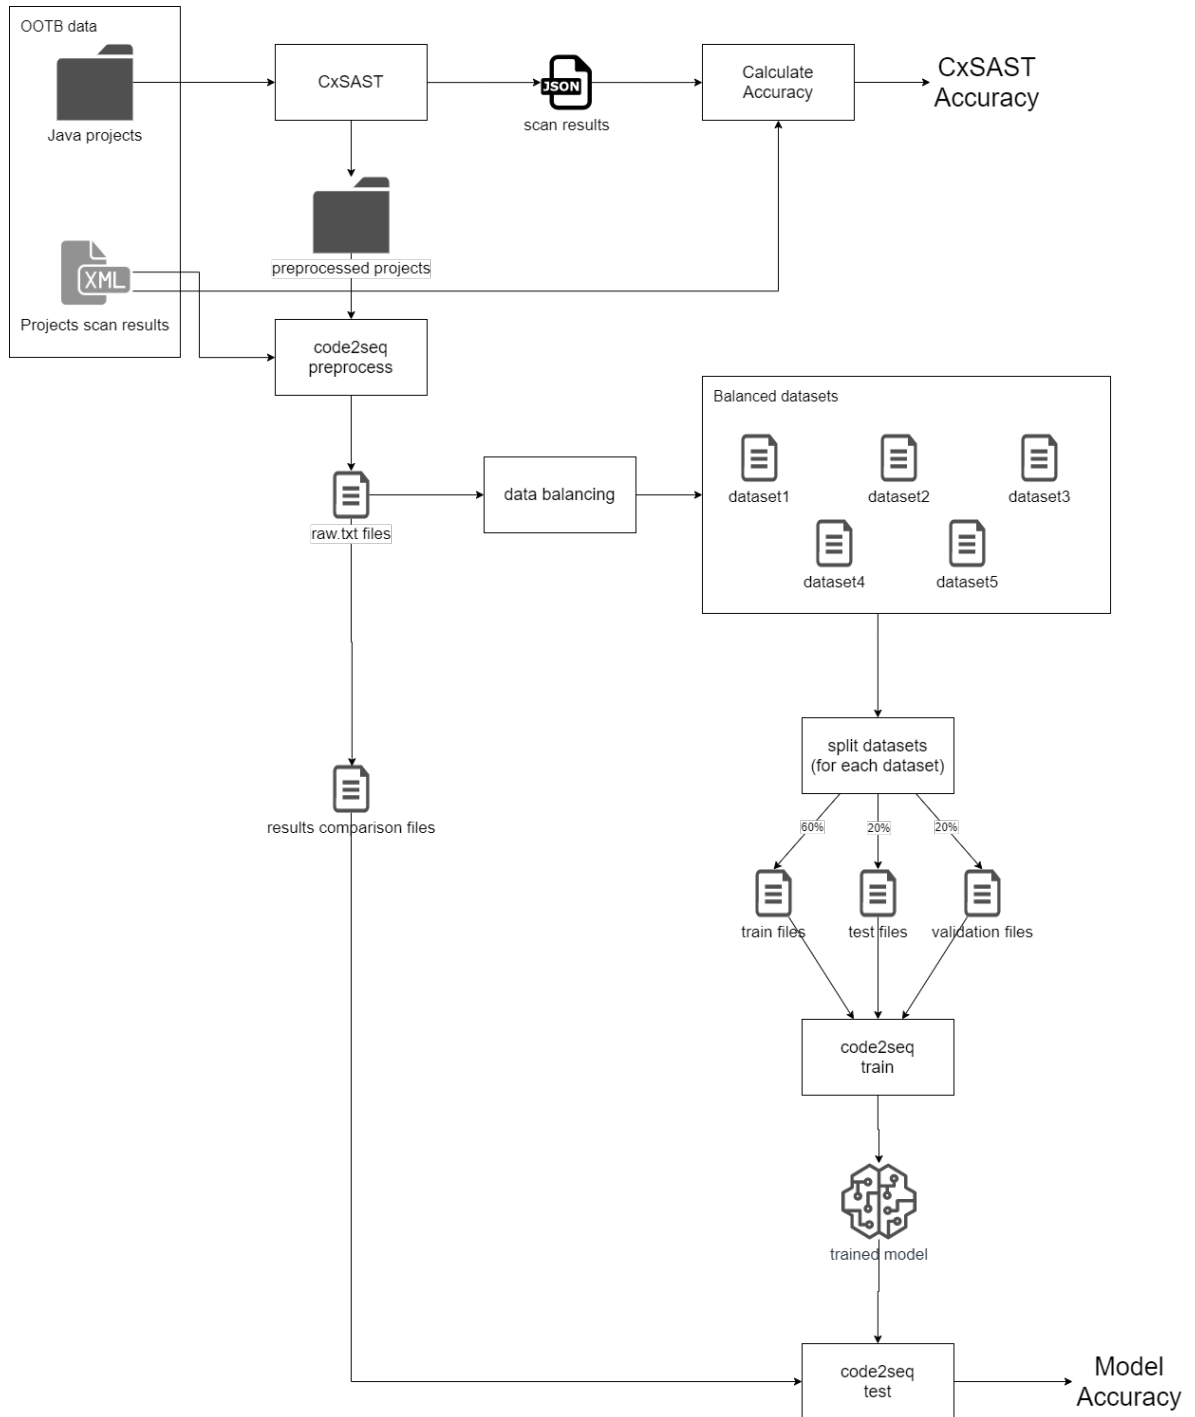 OOTB data
Java projects
CxSAST
JSON
scan results
Calculate
Accuracy
CxSAST
Accuracy
preprocessed projects
XML
Projects scan results
code2seq
preprocess
raw.txt files
data balancing
Balanced datasets
dataset1
dataset2
dataset3
dataset4
dataset5
split datasets
(for each dataset)
60%
20%
20%
results comparison files
train files
test files
validation files
code2seq
train
trained model
code2seq
test
Model
Accuracy